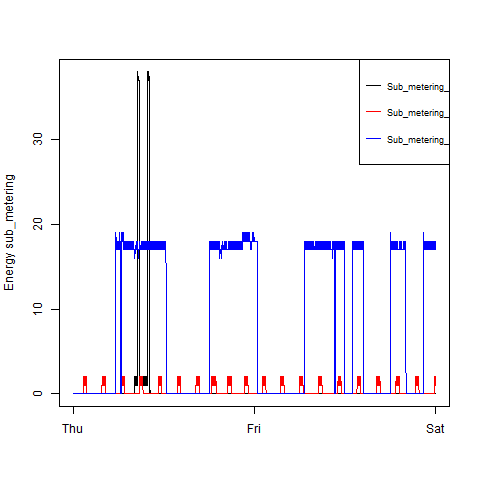 Energy sub_metering
30
20
10
0
Thu
Fri
Sat
Sub_metering_
Sub_metering_
Sub_metering_